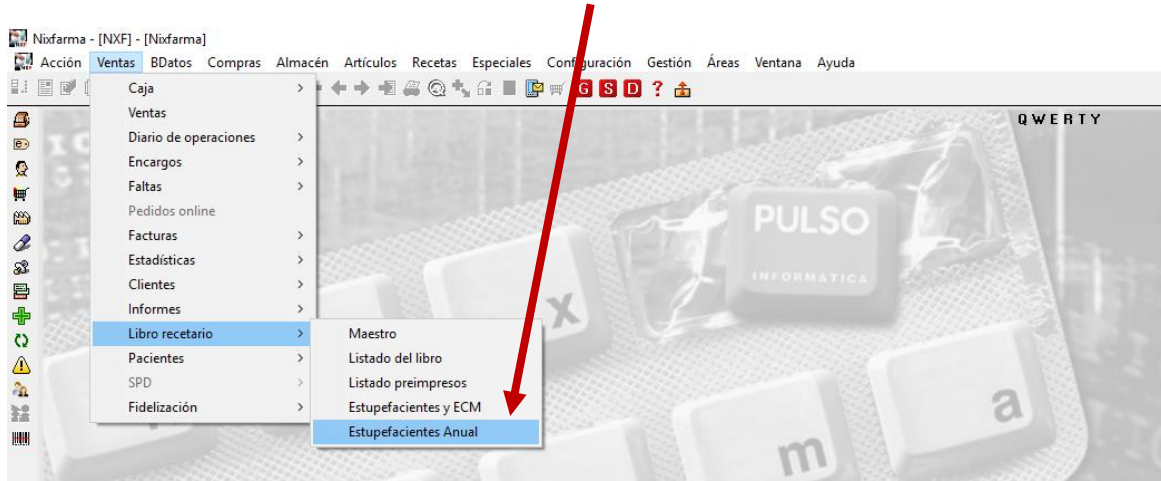 Nixfarma - [NXF] - [Nixfarma]
Acción Ventas BDatos Compras Almacén Artículos Recetas Especiales Configuración Gestión Áreas Ventana Ayuda
G S D ?
Caja
Ventas
Diario de operaciones
Encargos
Faltas
Pedidos online
Facturas
Estadísticas
Clientes
Informes
Libro recetario
Pacientes
SPD
Fidelización
Maestro
Listado del libro
Listado preimpresos
Estupefacientes y ECM
Estupefacientes Anual
QWERTY
PULSO
INFORMATICA
x
a
m